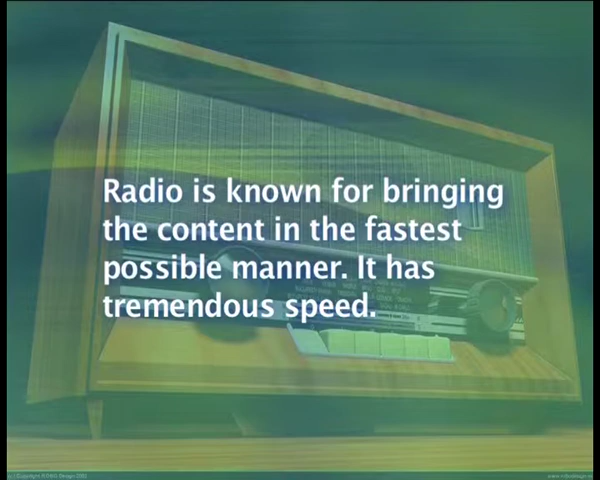 Radio is known for bringing
the content in the fastest
possible manner. It has
tremendous speed.